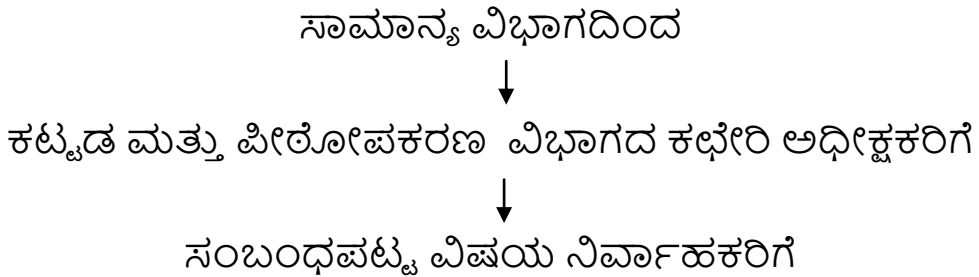 ಸಾಮಾನ್ಯ ವಿಭಾಗದಿಂದ
ಕಟ್ಟಡ ಮತ್ತು ಪೀಠೋಪಕರಣ ವಿಭಾಗದ ಕಛೇರಿ ಅಧೀಕ್ಷಕರಿಗೆ
ಸಂಬಂಧಪಟ್ಟ ವಿಷಯ ನಿರ್ವಾಹಕರಿಗೆ